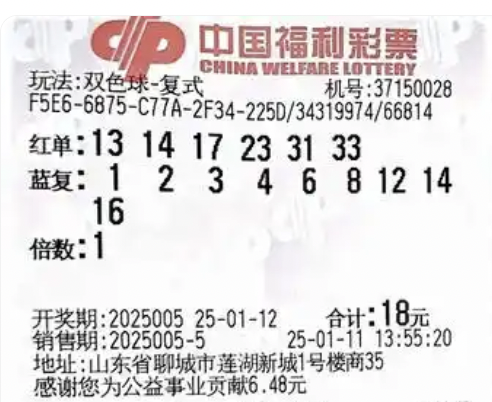 中国福利彩票
CHINA WELFARE LOTTERY
玩法:双色球-复式 机号:37150028
F5E6-6875-C77A-2F34-225D/34319974/66814
红单:13 14 17 23 31 33
蓝复: 1 2 3 4 6 8 12 14
16
倍数:1
开奖期:2025005 25-01-12 合计:18元
销售期:2025005-5 25-01-11 13:55:20
地址:山东省聊城市莲湖新城1号楼商35
感谢您为公益事业贡献6.48元